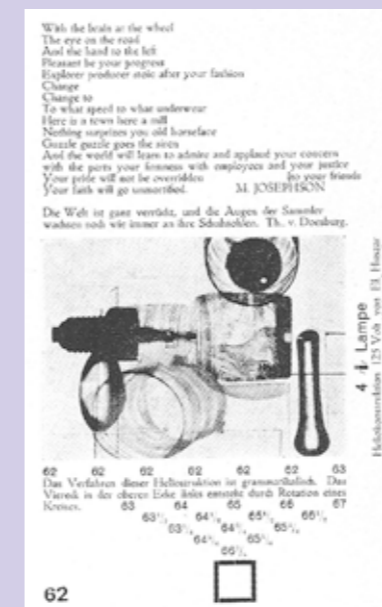 With the brain at the wheel
The eye on the road
And the hand to the left
Pleasant be your progress
Explorer producer stoic after your fashion
Change
Change to
To what speed to what underwear
Here is a town here a mill
Nothing surprises you old horseface
Guzzle guzzle goes the siren
And the world will learn to admire and applaud your concern
with the parts your firmness with employees and your justice
Your pride will not be overridden to your friends
Your faith will go unmortified. M. JOSEPHSON
Die Welt ist ganz verrückt, und die Augen der Sammler
wachsen noch wie immer an ihre Schuhsohlen. Th. v. Doesburg.
4 Lampe
Heliokonstruktion 125 Volt von El.
62 62 62 62 62 62 63
Das Verfahren dieser Heliostruktion ist grammatikalisch. Das
Viereck in der oberen Ecke links entsteht durch Rotation eines
Kreises. 63 64 65 66 67
62